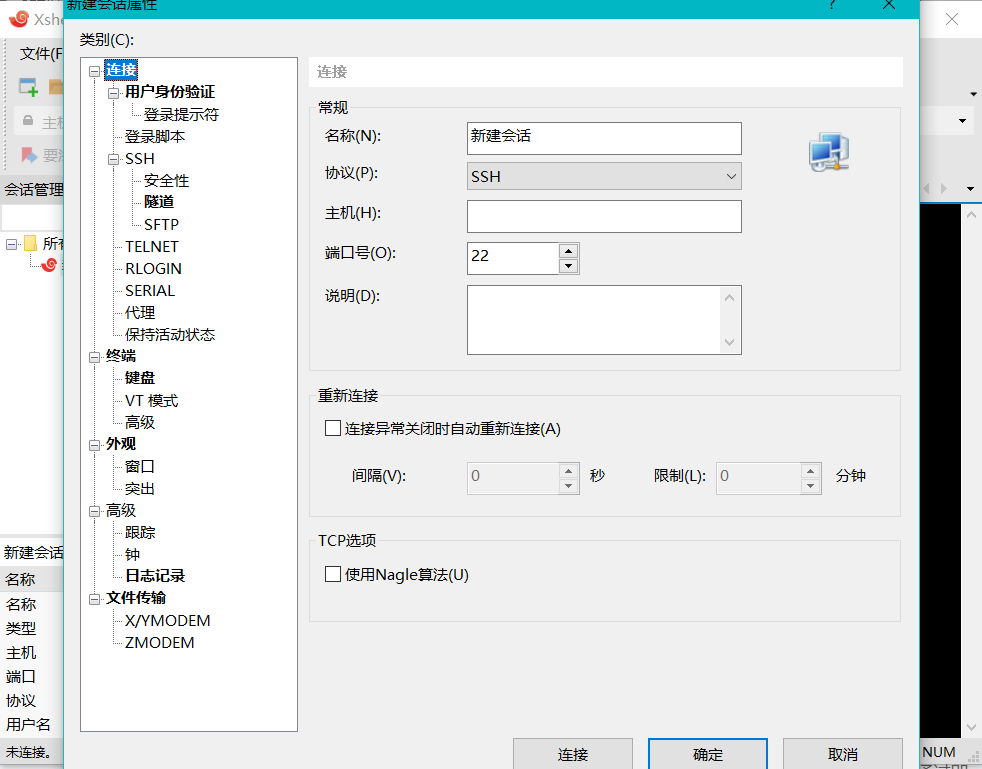 新建会话属性
?
Xshe
类别(C):
文件(F
主机
要添
会话管理
所有
连接
用户身份验证
登录提示符
登录脚本
SSH
安全性
隧道
SFTP
TELNET
RLOGIN
SERIAL
代理
保持活动状态
终端
键盘
VT 模式
高级
外观
窗口
突出
高级
跟踪
钟
日志记录
文件传输
X/YMODEM
ZMODEM
连接
常规
名称(N):
新建会话
协议(P):
SSH
主机(H):
端口号(O):
22
说明(D):
重新连接
连接异常关闭时自动重新连接(A)
间隔(V):
0
秒
限制(L):
0
分钟
TCP选项
使用Nagle算法(U)
新建会话
名称
名称
类型
主机
端口
协议
用户名
未连接。
连接
确定
取消
NUM